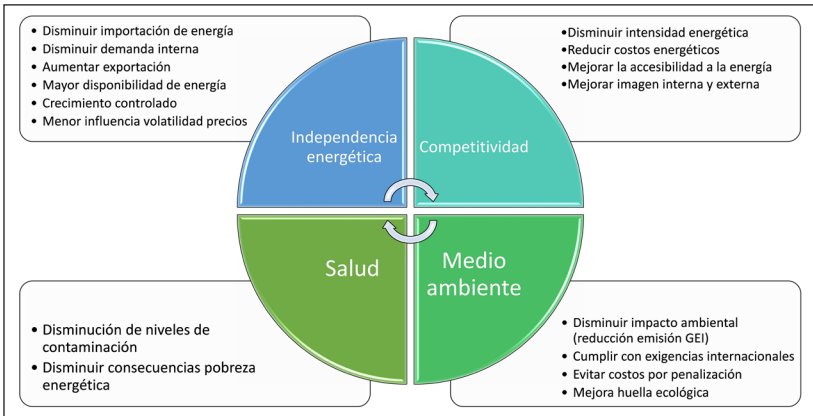 • Disminuir importación de energía
• Disminuir demanda interna
• Aumentar exportación
• Mayor disponibilidad de energía
• Crecimiento controlado
• Menor influencia volatilidad precios
•Disminuir intensidad energética
•Reducir costos energéticos
•Mejorar la accesibilidad a la energía
•Mejorar imagen interna y externa
Independencia
energética
Competitividad
Salud
Medio
ambiente
• Disminución de niveles de
contaminación
• Disminuir consecuencias pobreza
energética
• Disminuir impacto ambiental
(reducción emisión GEI)
• Cumplir con exigencias internacionales
• Evitar costos por penalización
• Mejora huella ecológica